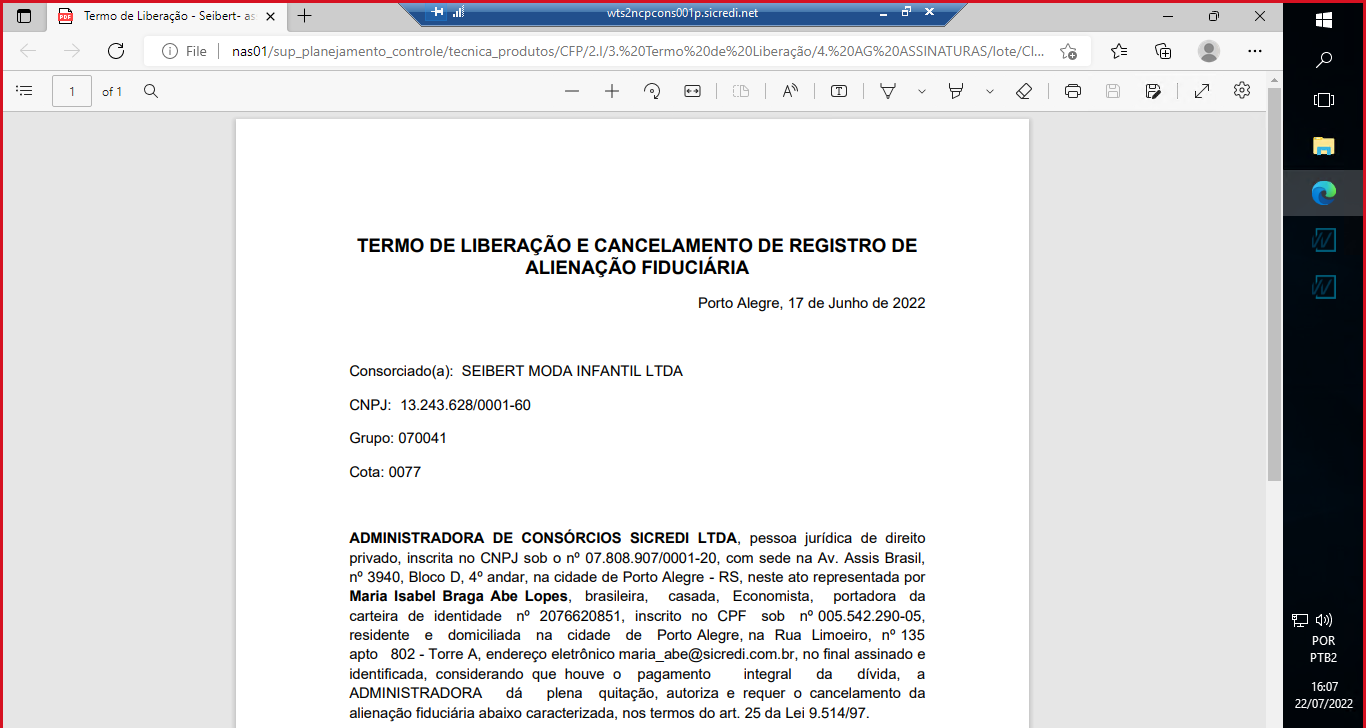 Termo de Liberação - Seibert- as
wts2ncpcons001p.sicredi.net
File
nas01/sup_planejamento_controle/tecnica_produtos/CFP/2.I/3.%20Termo%20de%20Liberação/4.%20AG%20ASSINATURAS/lote/Cl...
1 of 1
TERMO DE LIBERAÇÃO E CANCELAMENTO DE REGISTRO DE
ALIENAÇÃO FIDUCIÁRIA
Porto Alegre, 17 de Junho de 2022
Consorciado(a): SEIBERT MODA INFANTIL LTDA
CNPJ: 13.243.628/0001-60
Grupo: 070041
Cota: 0077
ADMINISTRADORA DE CONSÓRCIOS SICREDI LTDA, pessoa jurídica de direito
privado, inscrita no CNPJ sob o nº 07.808.907/0001-20, com sede na Av. Assis Brasil,
nº 3940, Bloco D, 4º andar, na cidade de Porto Alegre - RS, neste ato representada por
Maria Isabel Braga Abe Lopes, brasileira, casada, Economista, portadora da
carteira de identidade nº 2076620851, inscrito no CPF sob nº 005.542.290-05,
residente e domiciliada na cidade de Porto Alegre, na Rua Limoeiro, nº 135
apto 802 - Torre A, endereço eletrônico maria_abe@sicredi.com.br, no final assinado e
identificada, considerando que houve o pagamento integral da dívida, a
ADMINISTRADORA dá plena quitação, autoriza e requer o cancelamento da
alienação fiduciária abaixo caracterizada, nos termos do art. 25 da Lei 9.514/97.
POR
PTB2
16:07
22/07/2022